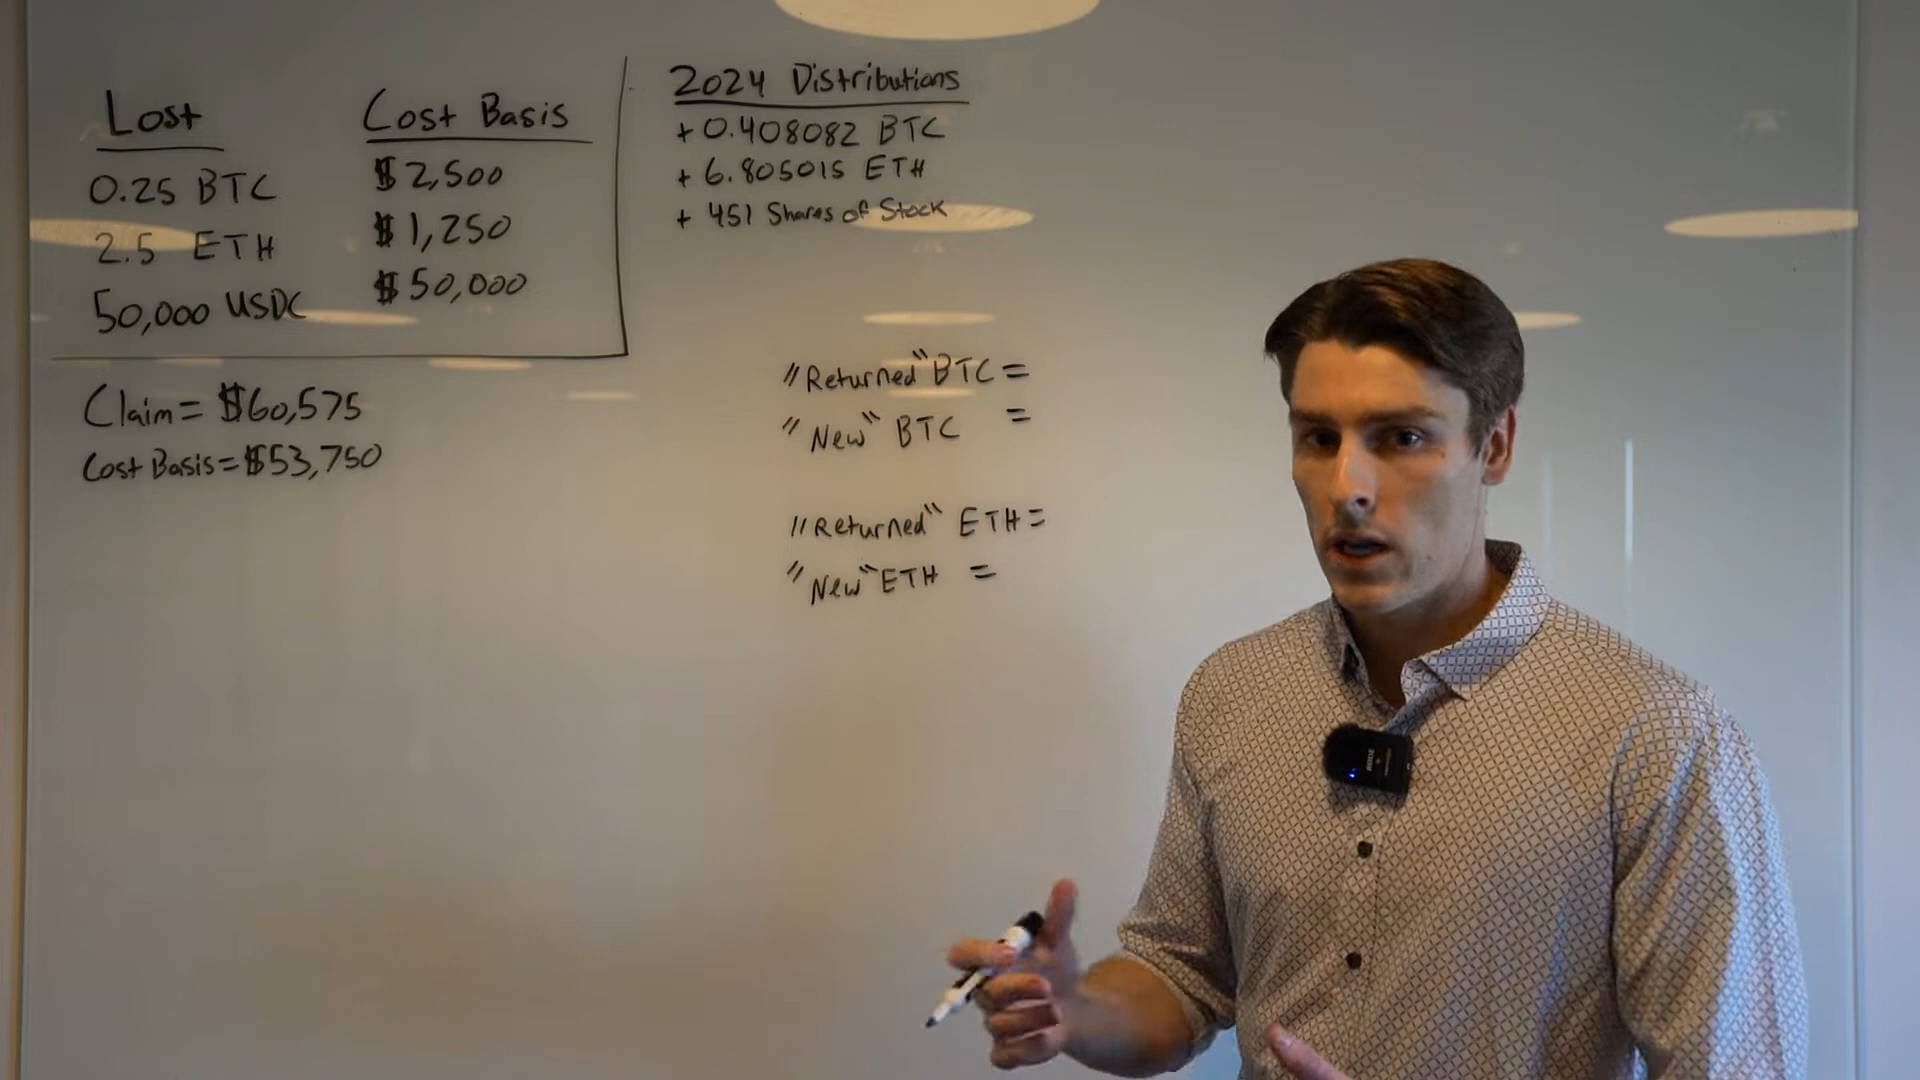 Lost
0.25 BTC
2.5 ETH
50,000 USDC
Cost Basis
$2,500
$1,250
$50,000
Claim = $60,575
Cost Basis = $53,750
2024 Distributions
+ 0.408082 BTC
+ 6.805015 ETH
+ 451 Shares of Stock
"Returned" BTC =
"New" BTC =
"Returned" ETH =
"New" ETH =